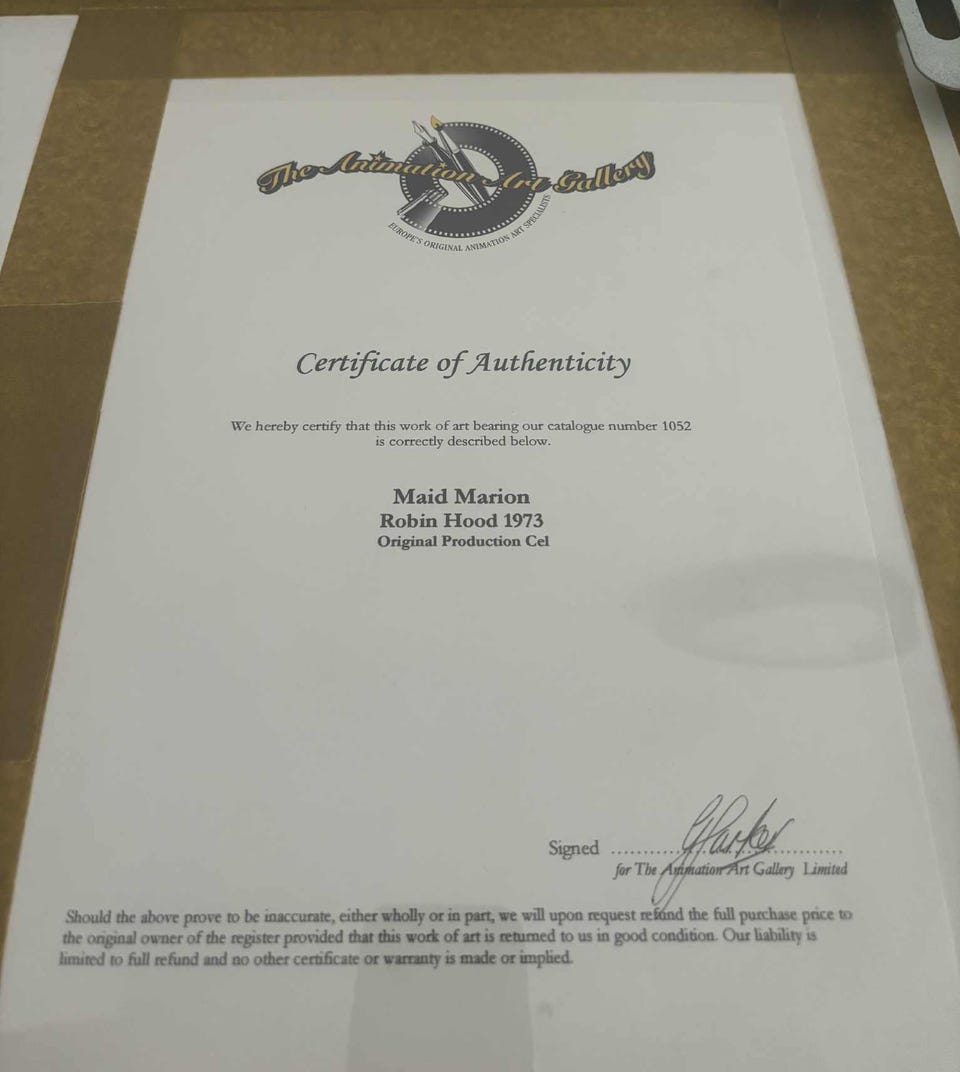 The Animation Art Gallery
EUROPE'S ORIGINAL ANIMATION ART SPECIALISTS
Certificate of Authenticity
We hereby certify that this work of art bearing our catalogue number 1052
is correctly described below.
Maid Marion
Robin Hood 1973
Original Production Cel
Signed ............................
GParker
for The Animation Art Gallery Limited
Should the above prove to be inaccurate, either wholly or in part, we will upon request refund the full purchase price to
the original owner of the register provided that this work of art is returned to us in good condition. Our liability is
limited to full refund and no other certificate or warranty is made or implied.